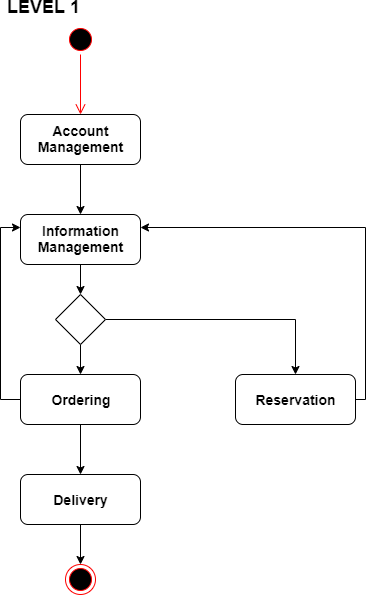 LEVEL 1
Account
Management
Information
Management
Ordering
Reservation
Delivery